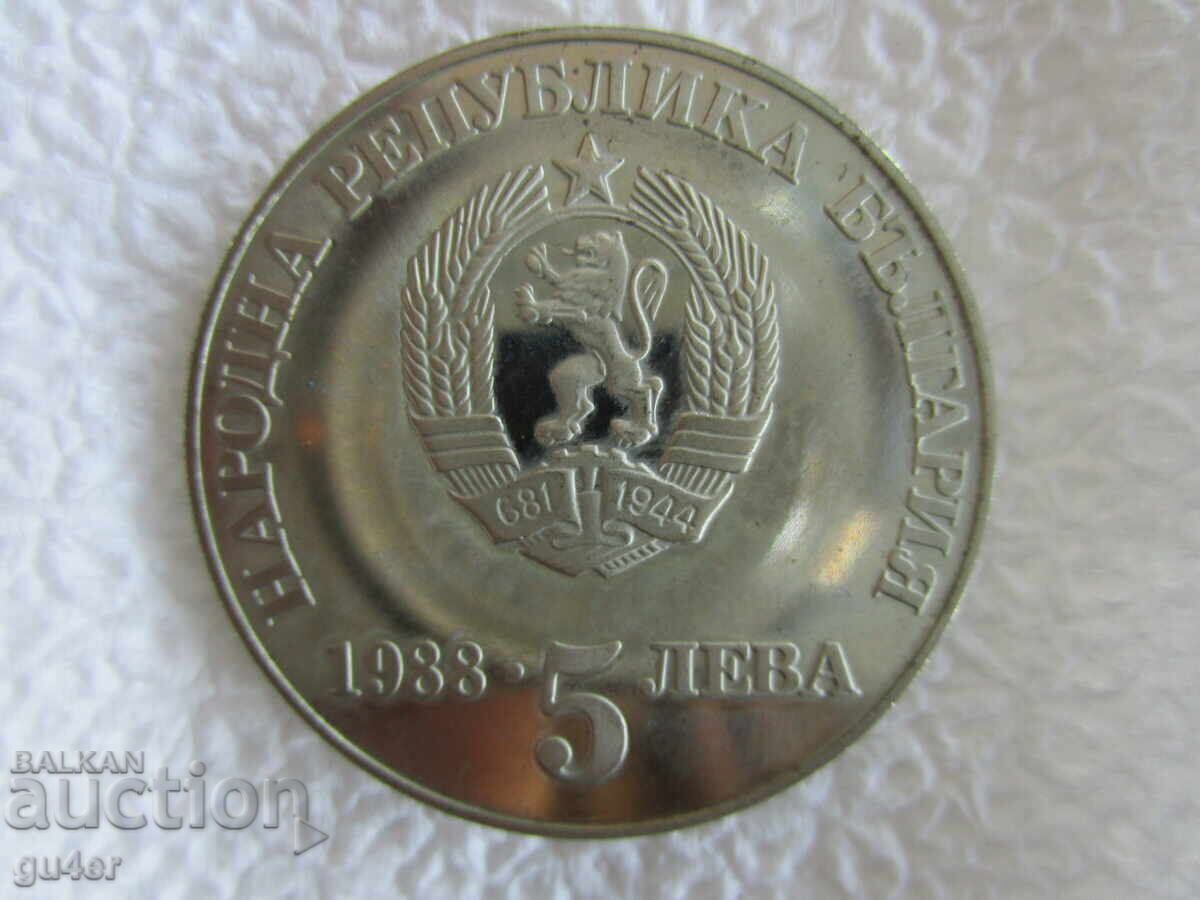 НАРОДНА РЕПУБЛИКА БЪЛГАРИЯ
681 1944
1988 · 5 ЛЕВА
BALKAN
auction
gu4er